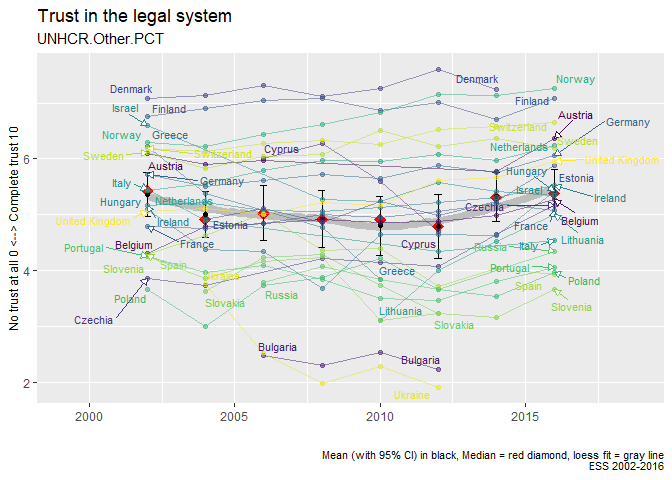 Trust in the legal system
UNHCR.Other.PCT
No trust at all 0 <--> Complete trust 10
6
4
2
2000
2005
2010
2015
Denmark
Israel
Finland
Norway
Greece
Sweden
Switzerland
Cyprus
Austria
Italy
Germany
Hungary
Netherlands
United Kingdom
Ireland
Estonia
Portugal
Belgium
France
Slovenia
Spain
Ukraine
Poland
Slovakia
Russia
Czechia
Bulgaria
Denmark
Norway
Finland
Austria
Switzerland
Germany
Netherlands
Sweden
United Kingdom
Hungary
Estonia
Israel
Ireland
Czechia
Belgium
France
Cyprus
Russia
Italy
Lithuania
Greece
Portugal
Poland
Spain
Slovenia
Lithuania
Slovakia
Bulgaria
Ukraine
Mean (with 95% CI) in black, Median = red diamond, loess fit = gray line
ESS 2002-2016